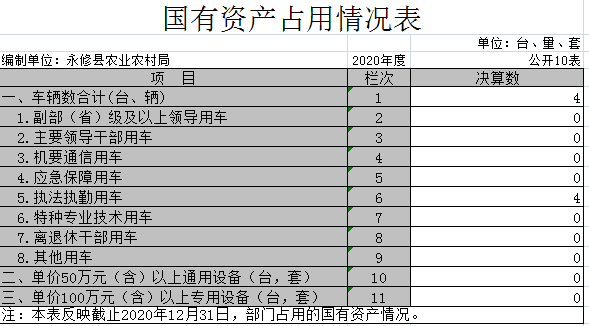 国有资产占用情况表
单位：台、量、套
编制单位：永修县农业农村局 2020年度 公开10表
项 目 栏次 决算数
一、车辆数合计(台、辆) 1 4
1.副部（省）级及以上领导用车 2 0
2.主要领导干部用车 3 0
3.机要通信用车 4 0
4.应急保障用车 5 0
5.执法执勤用车 6 4
6.特种专业技术用车 7 0
7.离退休干部用车 8 0
8.其他用车 9 0
二、单价50万元（含）以上通用设备（台，套） 10 0
三、单价100万元（含）以上专用设备（台，套） 11 0
注：本表反映截止2020年12月31日，部门占用的国有资产情况。